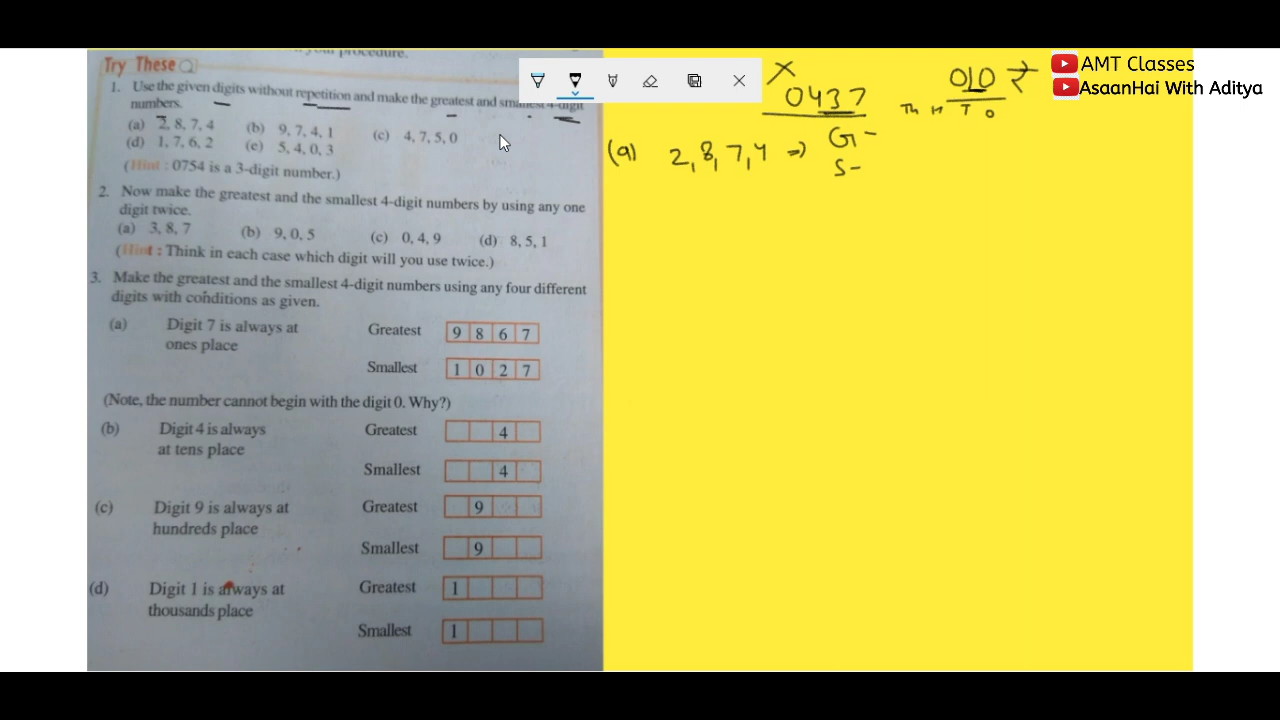 your procedure.
Try These
1. Use the given digits without repetition and make the greatest and smallest 4-digit
numbers.
(a) 2, 8, 7, 4 (b) 9, 7, 4, 1 (c) 4, 7, 5, 0
(d) 1, 7, 6, 2 (e) 5, 4, 0, 3
(Hint : 0754 is a 3-digit number.)
2. Now make the greatest and the smallest 4-digit numbers by using any one
digit twice.
(a) 3, 8, 7 (b) 9, 0, 5 (c) 0, 4, 9 (d) 8, 5, 1
(Hint : Think in each case which digit will you use twice.)
3. Make the greatest and the smallest 4-digit numbers using any four different
digits with conditions as given.
(a) Digit 7 is always at Greatest 9 8 6 7
ones place
Smallest 1 0 2 7
(Note, the number cannot begin with the digit 0. Why?)
(b) Digit 4 is always Greatest 4
at tens place
Smallest 4
(c) Digit 9 is always at Greatest 9
hundreds place
Smallest 9
(d) Digit 1 is always at Greatest 1
thousands place
Smallest 1
X
0437
010 ₹
Th H T O
(a) 2, 8, 7, 4 ⇒ G -
S -
AMT Classes
AsaanHai With Aditya